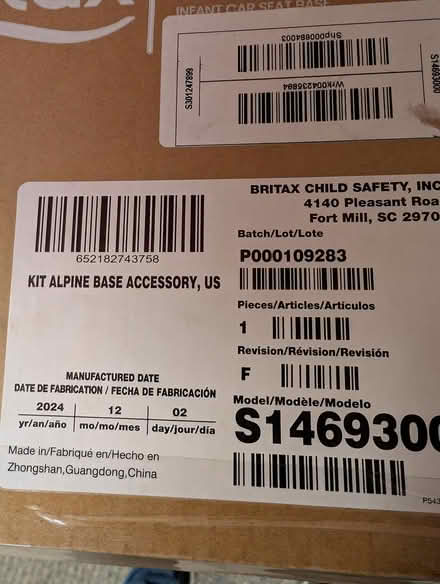 INFANT CAR SEAT BASE
S301247899
S14693000
652182743758
KIT ALPINE BASE ACCESSORY, US
MANUFACTURED DATE
DATE DE FABRICATION / FECHA DE FABRICACIÓN
2024 12 02
yr/an/año mo/mo/mes day/jour/día
Made in/Fabriqué en/Hecho en
Zhongshan,Guangdong,China
BRITAX CHILD SAFETY, INC
4140 Pleasant Roa
Fort Mill, SC 2970
Batch/Lot/Lote
P000109283
Pieces/Articles/Artículos
1
Revision/Révision/Revisión
F
Model/Modèle/Modelo
S1469300
P543